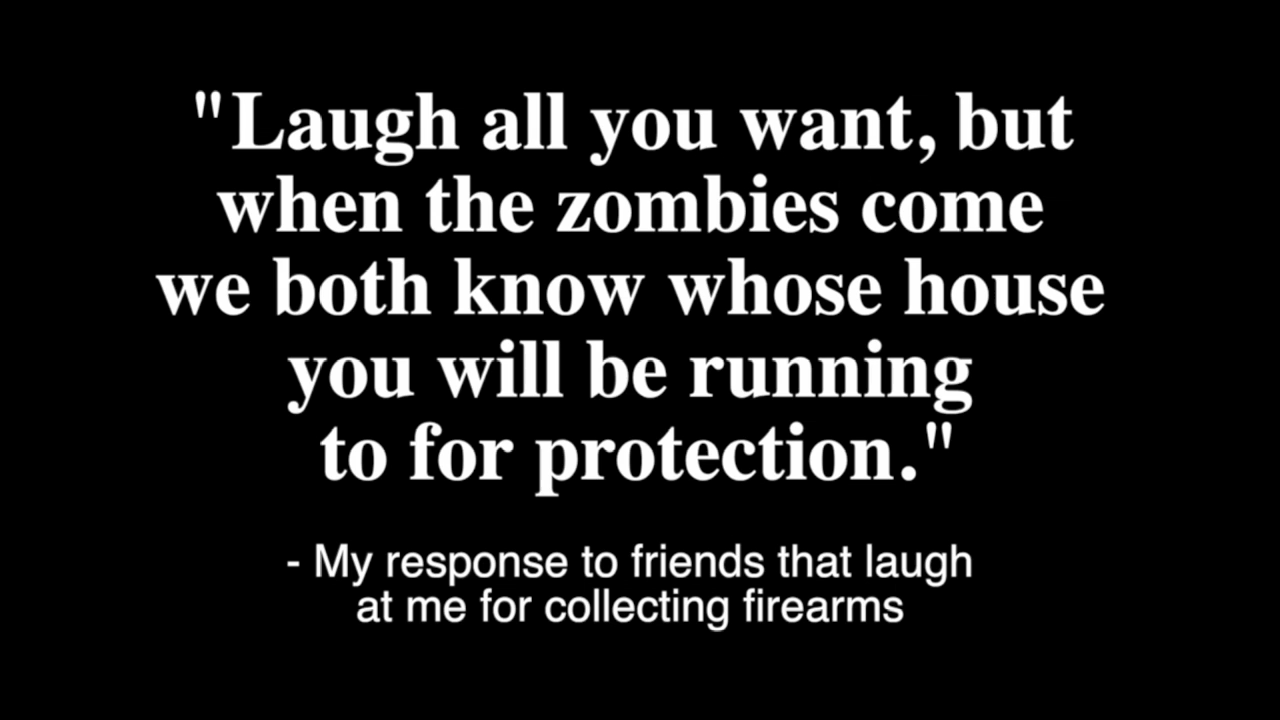 "Laugh all you want, but
when the zombies come
we both know whose house
you will be running
to for protection."
- My response to friends that laugh
at me for collecting firearms